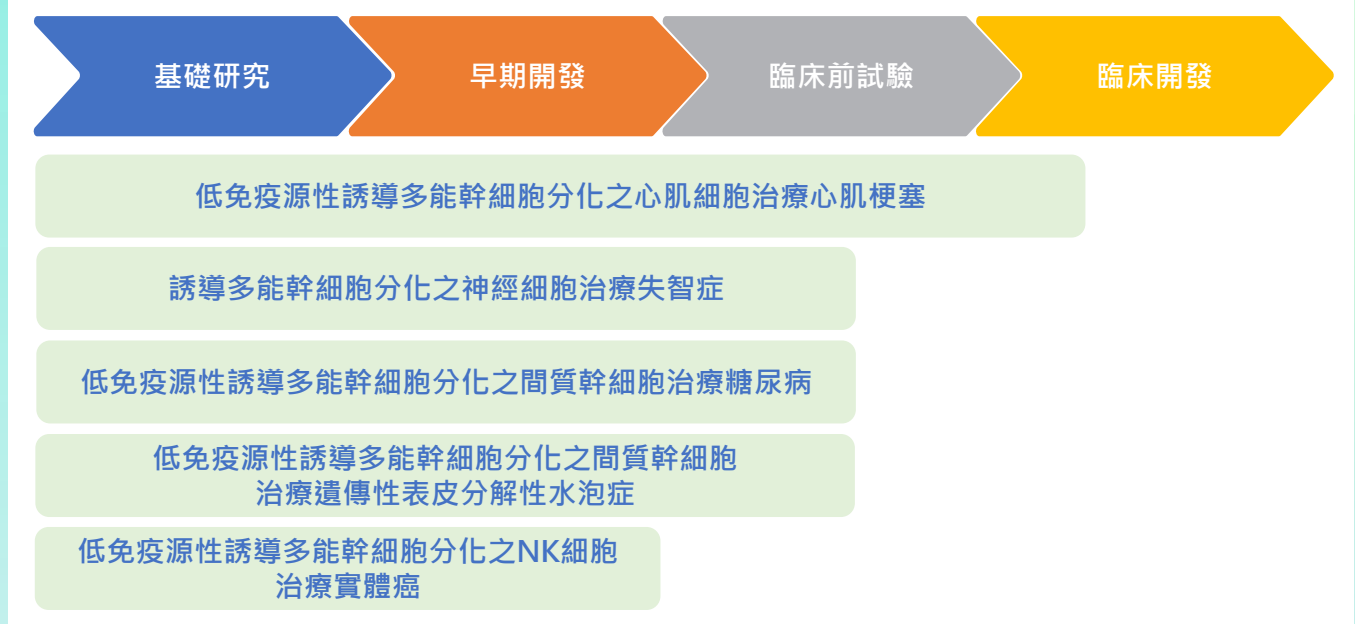 基礎研究
早期開發
臨床前試驗
臨床開發
低免疫源性誘導多能幹細胞分化之心肌細胞治療心肌梗塞
誘導多能幹細胞分化之神經細胞治療失智症
低免疫源性誘導多能幹細胞分化之間質幹細胞治療糖尿病
低免疫源性誘導多能幹細胞分化之間質幹細胞
治療遺傳性表皮分解性水泡症
低免疫源性誘導多能幹細胞分化之NK細胞
治療實體癌